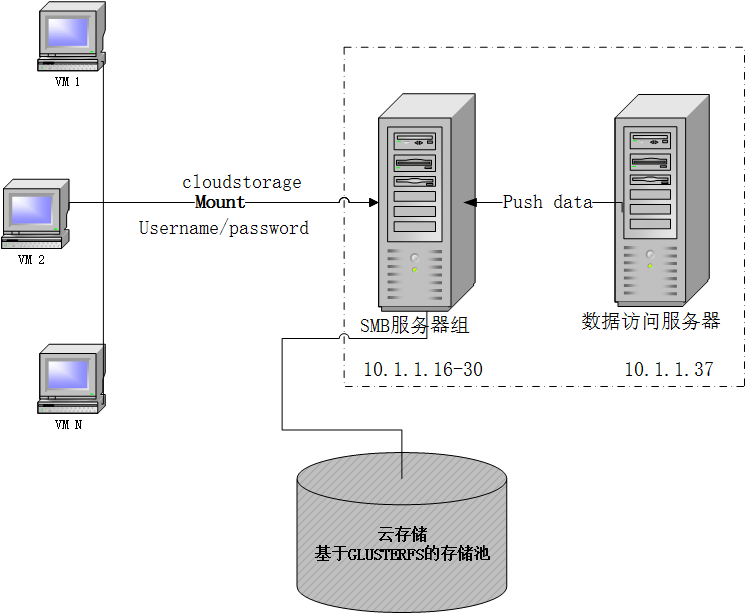 VM 1
cloudstorage
Mount
Username/password
Push data
VM 2
SMB服务器组
数据访问服务器
10.1.1.16-30
10.1.1.37
VM N
云存储
基于GLUSTERFS的存储池